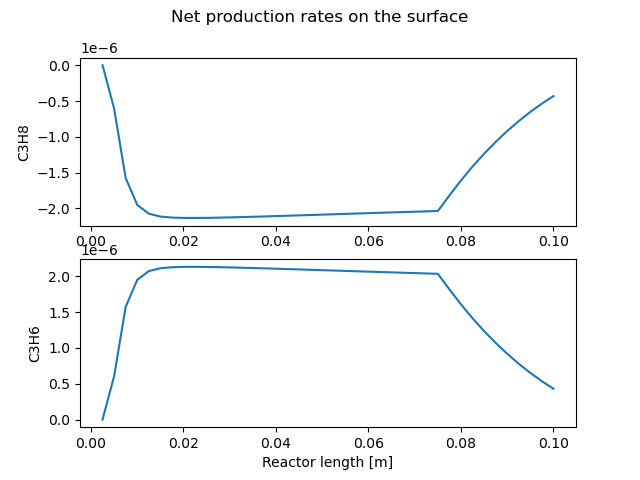 Net production rates on the surface
1e−6
0.0
−0.5
−1.0
−1.5
−2.0
C3H8
0.00 0.02 0.04 0.06 0.08 0.10
1e−6
2.0
1.5
1.0
0.5
0.0
C3H6
0.00 0.02 0.04 0.06 0.08 0.10
Reactor length [m]